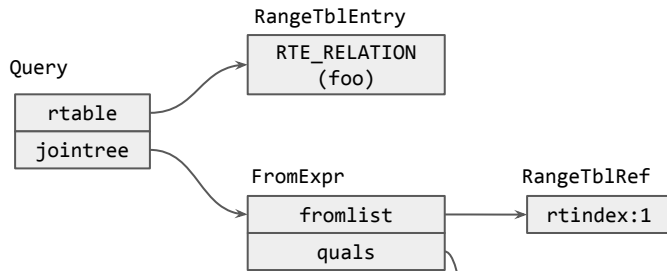 RangeTblEntry
RTE_RELATION
(foo)
Query
rtable
jointree
FromExpr
RangeTblRef
fromlist
rtindex:1
quals